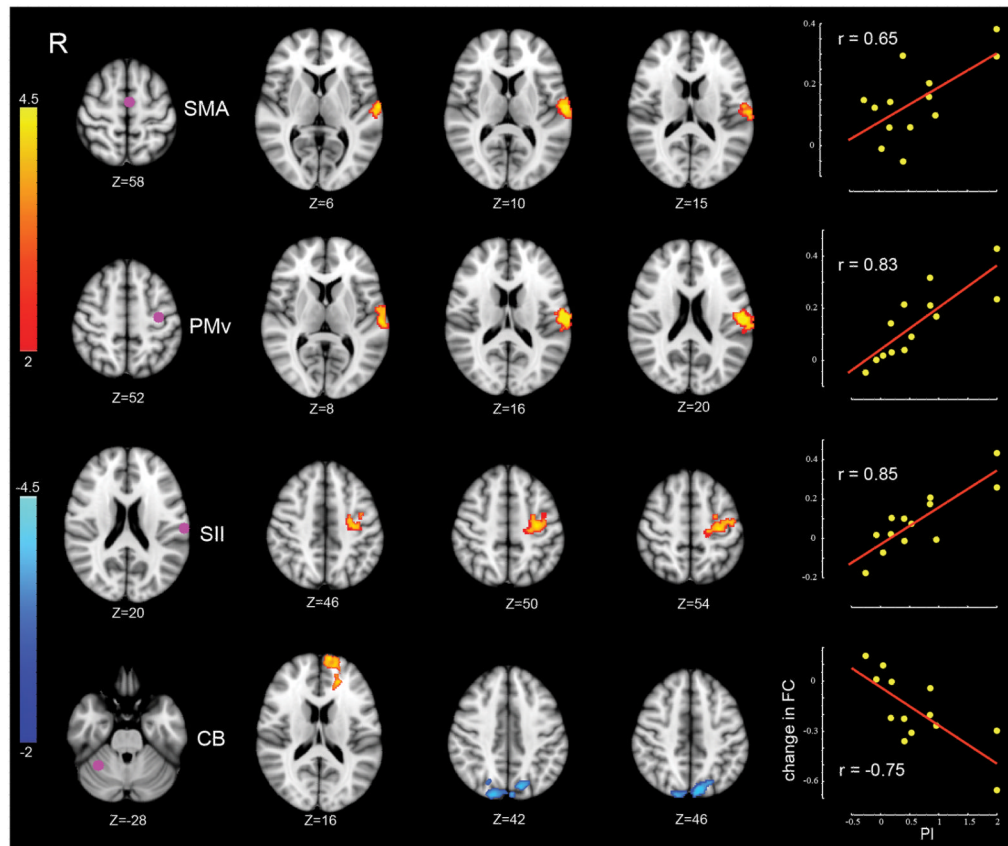 R
4.5
2
-4.5
-2
SMA
Z=58
Z=6
Z=10
Z=15
r = 0.65
0.4
0.2
0
PMv
Z=52
Z=8
Z=16
Z=20
r = 0.83
0.4
0.2
0
SII
Z=20
Z=46
Z=50
Z=54
r = 0.85
0.4
0.2
0
-0.2
CB
Z=-28
Z=16
Z=42
Z=46
change in FC
r = -0.75
0
-0.3
-0.6
-0.5 0 0.5 1 1.5 2
PI